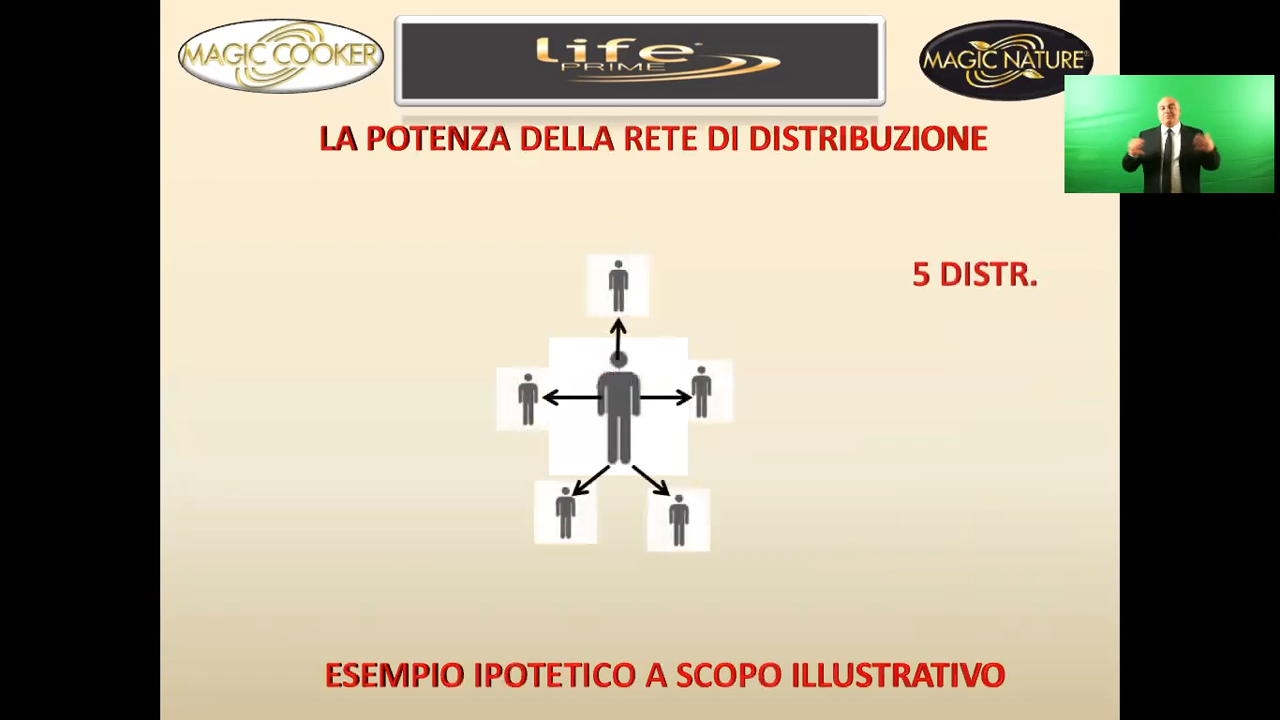 MAGIC COOKER
Life
PRIME
MAGIC NATURE®
LA POTENZA DELLA RETE DI DISTRIBUZIONE
5 DISTR.
ESEMPIO IPOTETICO A SCOPO ILLUSTRATIVO